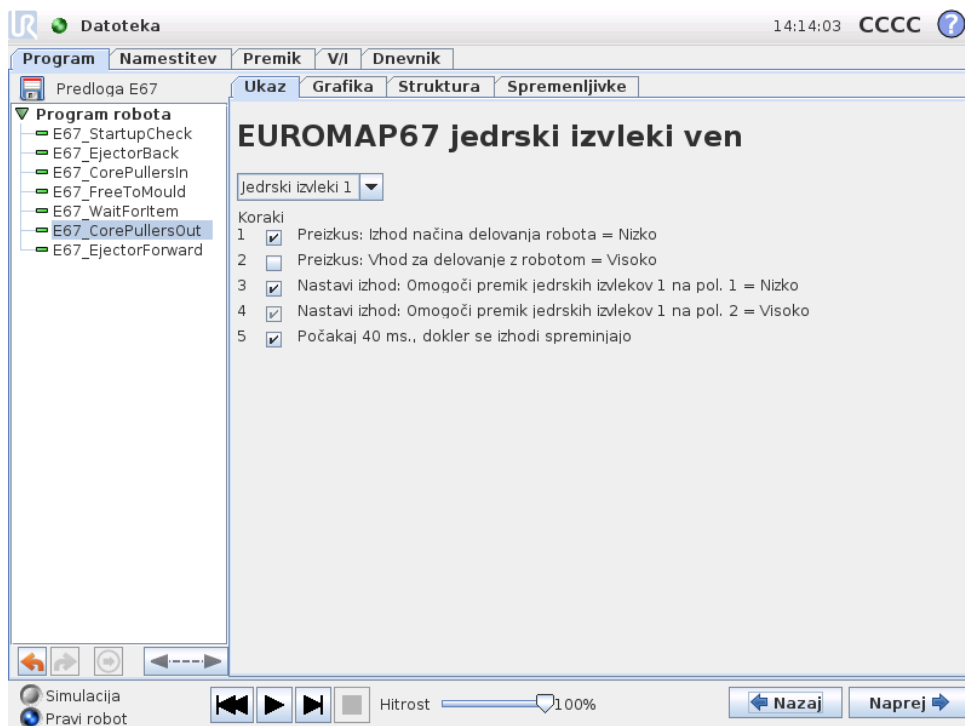 UR Datoteka 14:14:03 CCCC ?
Program Namestitev Premik V/I Dnevnik
Predloga E67
Ukaz Grafika Struktura Spremenljivke
Program robota
E67_StartupCheck
E67_EjectorBack
E67_CorePullersIn
E67_FreeToMould
E67_WaitForItem
E67_CorePullersOut
E67_EjectorForward
EUROMAP67 jedrski izvleki ven
Jedrski izvleki 1
Koraki
1 Preizkus: Izhod načina delovanja robota = Nizko
2 Preizkus: Vhod za delovanje z robotom = Visoko
3 Nastavi izhod: Omogoči premik jedrskih izvlekov 1 na pol. 1 = Nizko
4 Nastavi izhod: Omogoči premik jedrskih izvlekov 1 na pol. 2 = Visoko
5 Počakaj 40 ms., dokler se izhodi spreminjajo
Simulacija
Pravi robot
Hitrost 100%
Nazaj Naprej